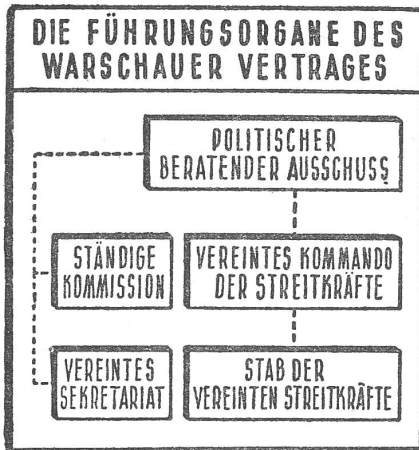 DIE FÜHRUNGSORGANE DES
WARSCHAUER VERTRAGES
POLITISCHER
BERATENDER AUSSCHUSS
STÄNDIGE
KOMMISSION
VEREINTES KOMMANDO
DER STREITKRÄFTE
VEREINTES
SEKRETARIAT
STAB DER
VEREINTEN STREITKRÄFTE